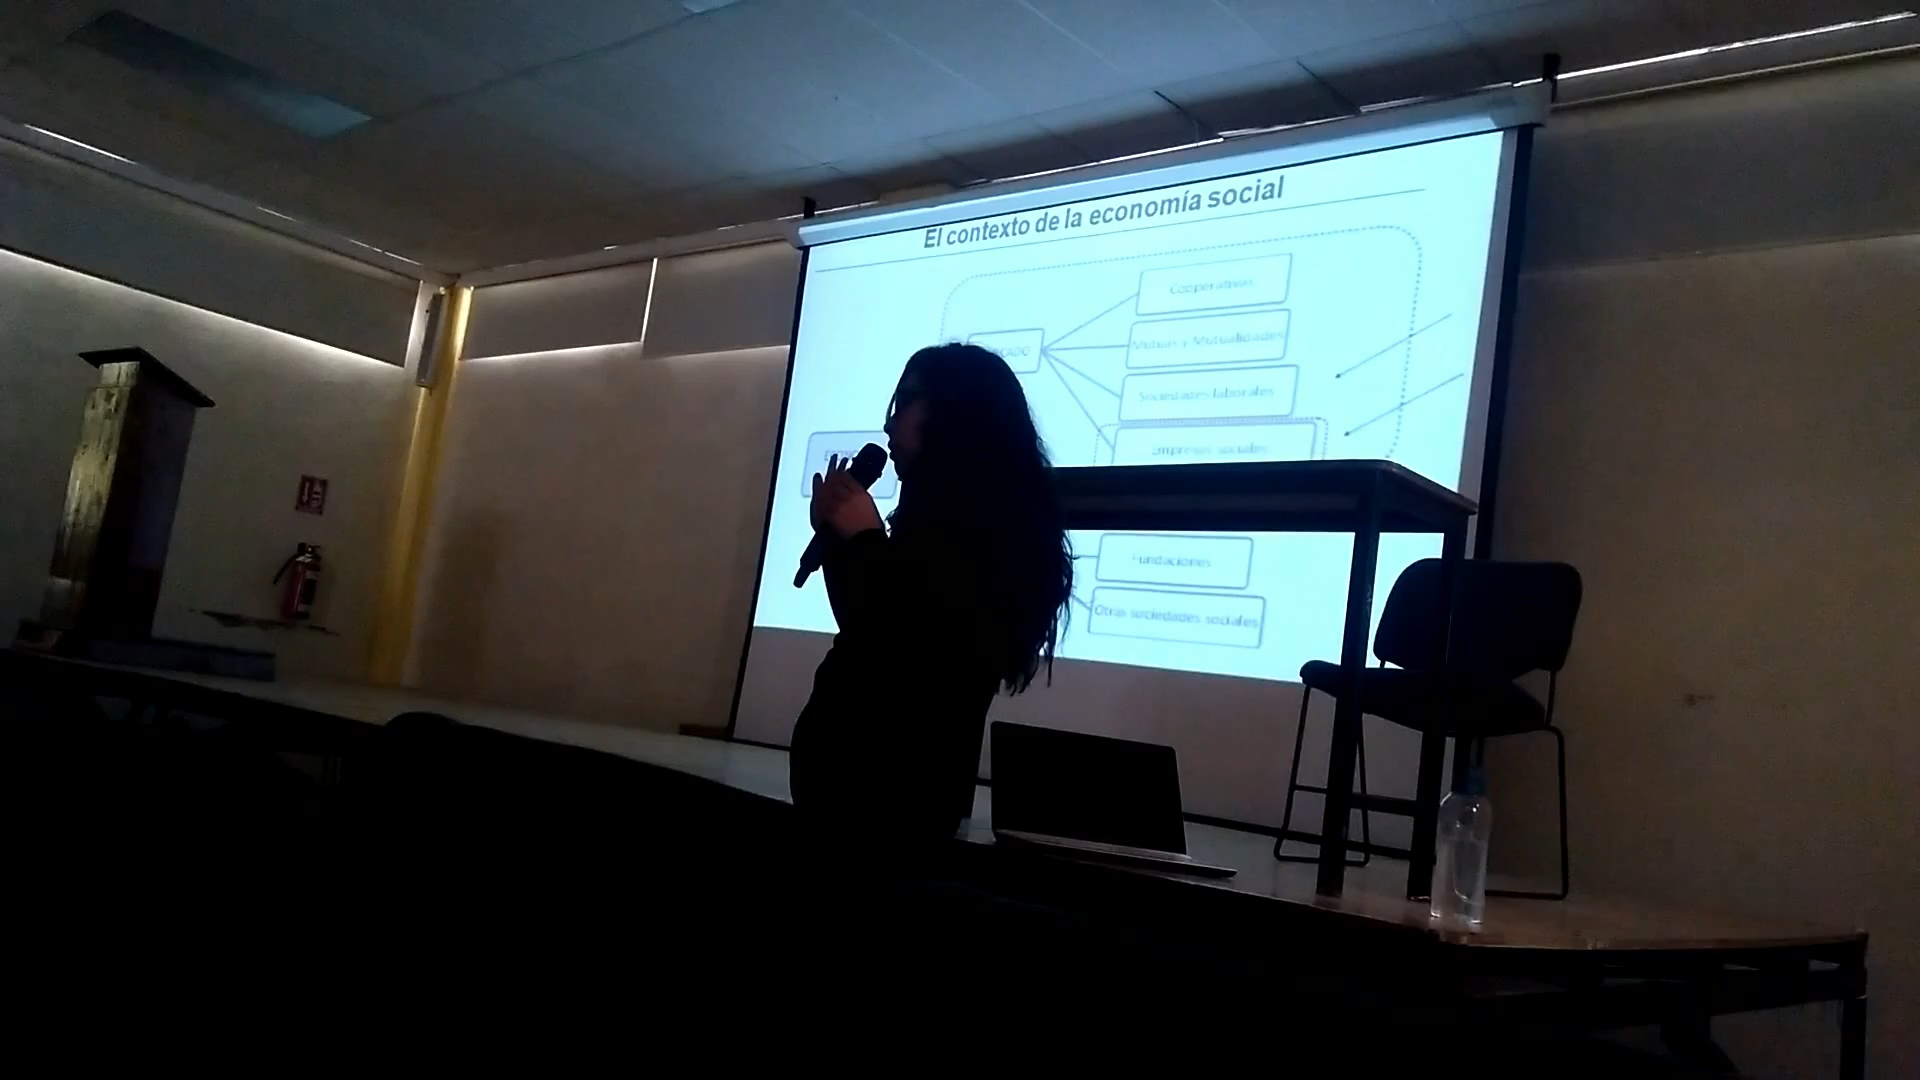 El contexto de la economía social
Cooperativas
Mutuas y Mutualidades
Sociedades laborales
Empresas sociales
Fundaciones
Otras sociedades sociales